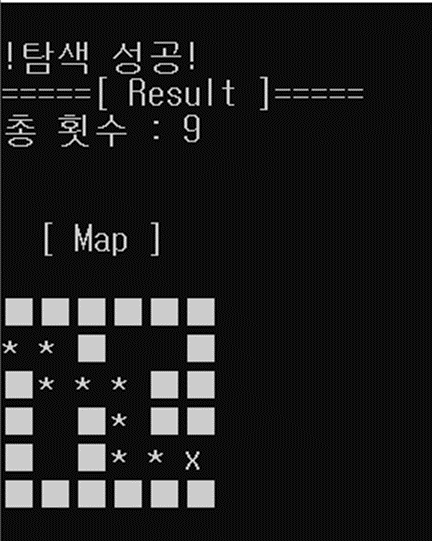 !탐색 성공!
=====[ Result ]=====
총 횟수 : 9
[ Map ]
■■■■■■
* * ■    ■
■* * * ■■
■  ■* ■■
■  ■* * x
■■■■■■